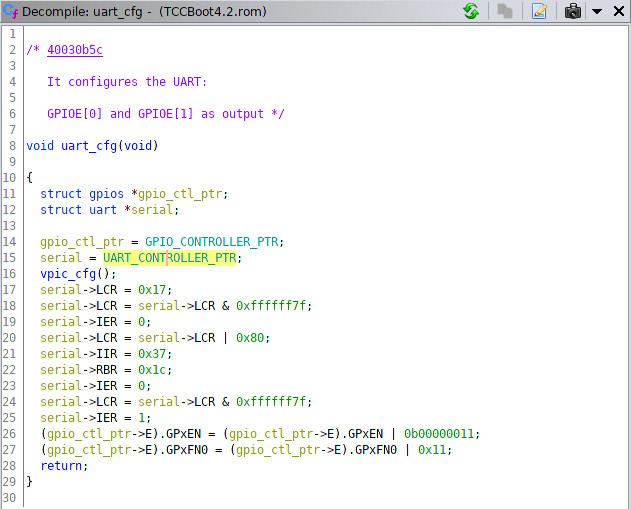 Decompile: uart_cfg - (TCCBoot4.2.rom)
1
2 /* 40030b5c
3
4 It configures the UART:
5
6 GPIOE[0] and GPIOE[1] as output */
7
8 void uart_cfg(void)
9
10 {
11 struct gpios *gpio_ctl_ptr;
12 struct uart *serial;
13
14 gpio_ctl_ptr = GPIO_CONTROLLER_PTR;
15 serial = UART_CONTROLLER_PTR;
16 vpic_cfg();
17 serial->LCR = 0x17;
18 serial->LCR = serial->LCR & 0xffffff7f;
19 serial->IER = 0;
20 serial->LCR = serial->LCR | 0x80;
21 serial->IIR = 0x37;
22 serial->RBR = 0x1c;
23 serial->IER = 0;
24 serial->LCR = serial->LCR & 0xffffff7f;
25 serial->IER = 1;
26 (gpio_ctl_ptr->E).GPxEN = (gpio_ctl_ptr->E).GPxEN | 0b00000011;
27 (gpio_ctl_ptr->E).GPxFN0 = (gpio_ctl_ptr->E).GPxFN0 | 0x11;
28 return;
29 }
30